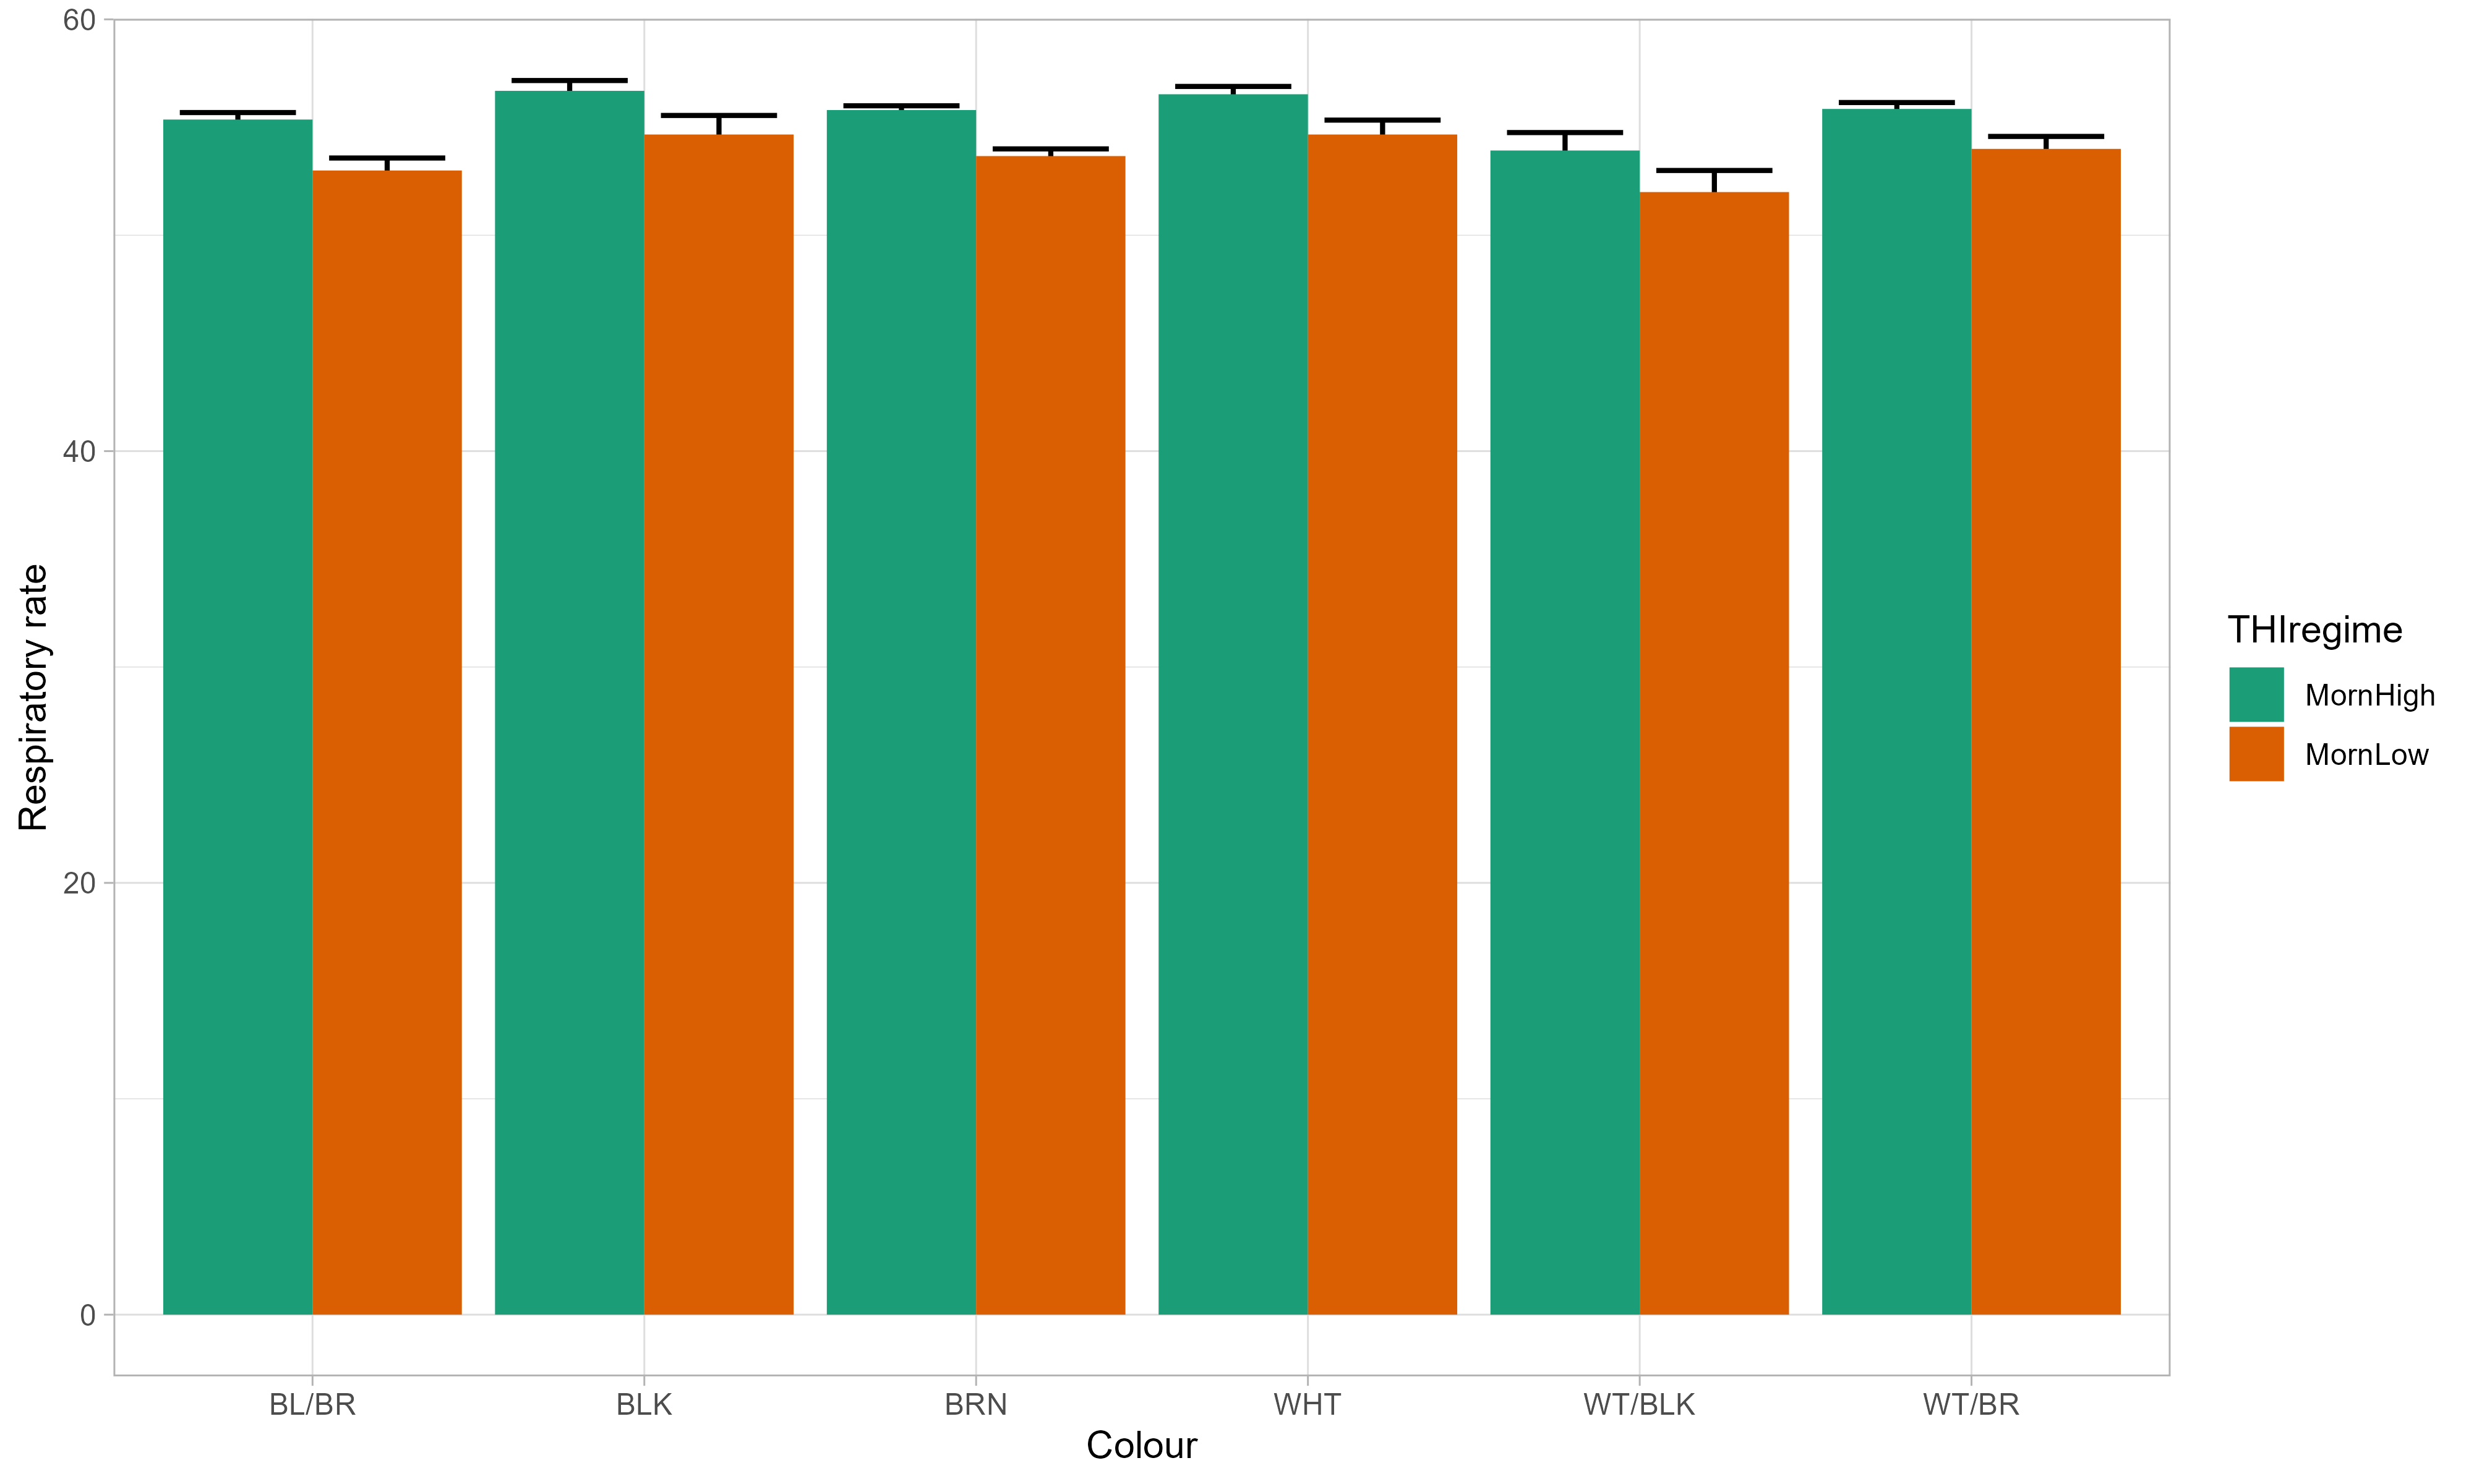 60
40
20
0
Respiratory rate
BL/BR
BLK
BRN
WHT
WT/BLK
WT/BR
Colour
THIregime
MornHigh
MornLow